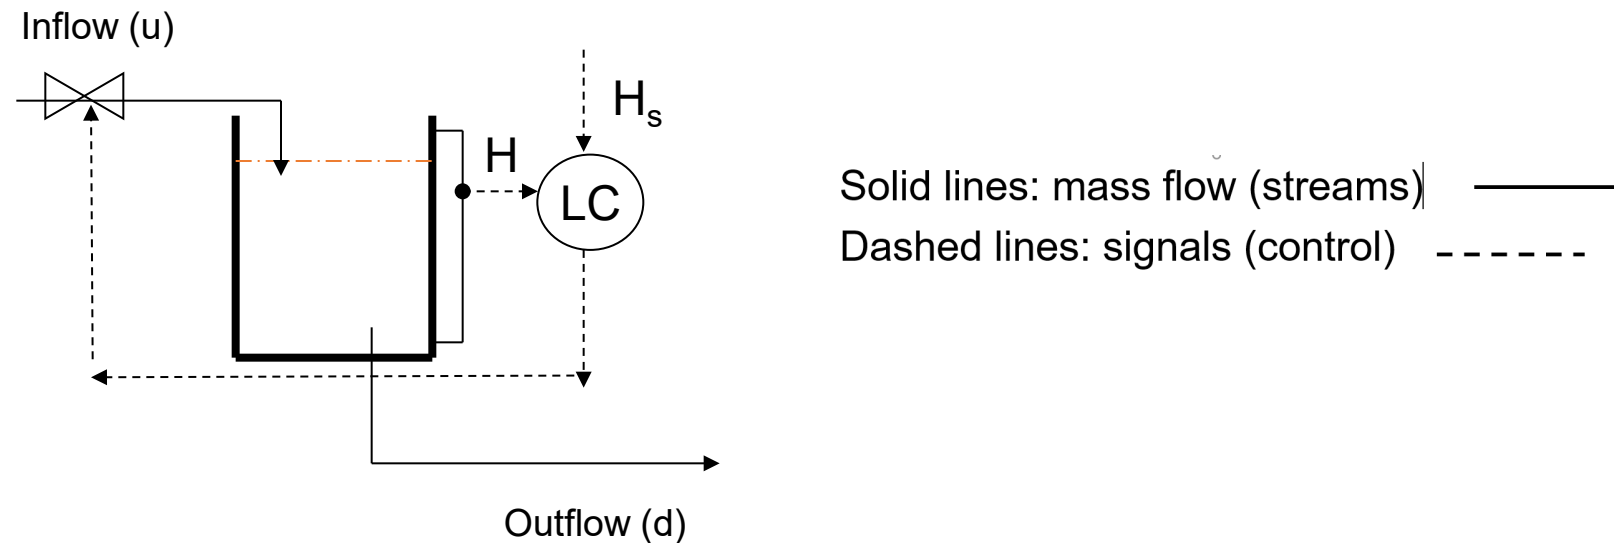 Inflow (u)
Hs
H
LC
Solid lines: mass flow (streams)
Dashed lines: signals (control)
Outflow (d)